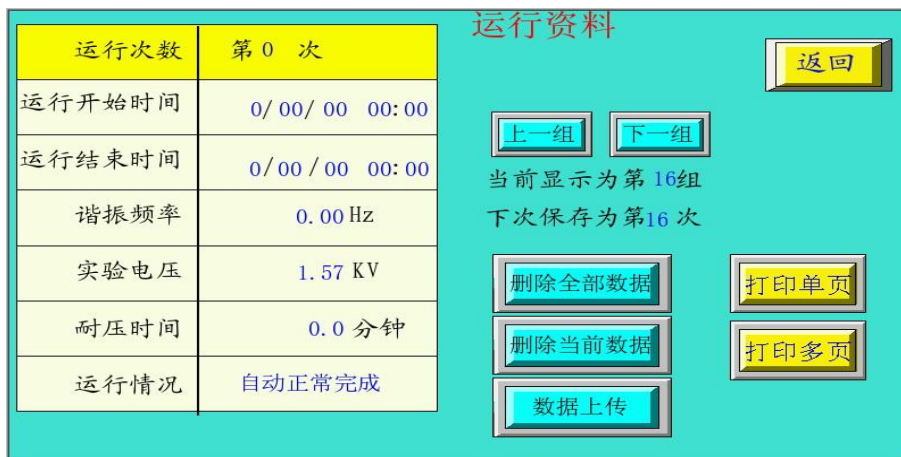 运行资料
返回
运行次数 第 0 次
运行开始时间 0/ 00/ 00 00:00
运行结束时间 0/ 00 / 00 00:00
谐振频率 0.00 Hz
实验电压 1.57 KV
耐压时间 0.0 分钟
运行情况 自动正常完成
上一组 下一组
当前显示为第 16组
下次保存为第16 次
删除全部数据 打印单页
删除当前数据 打印多页
数据上传